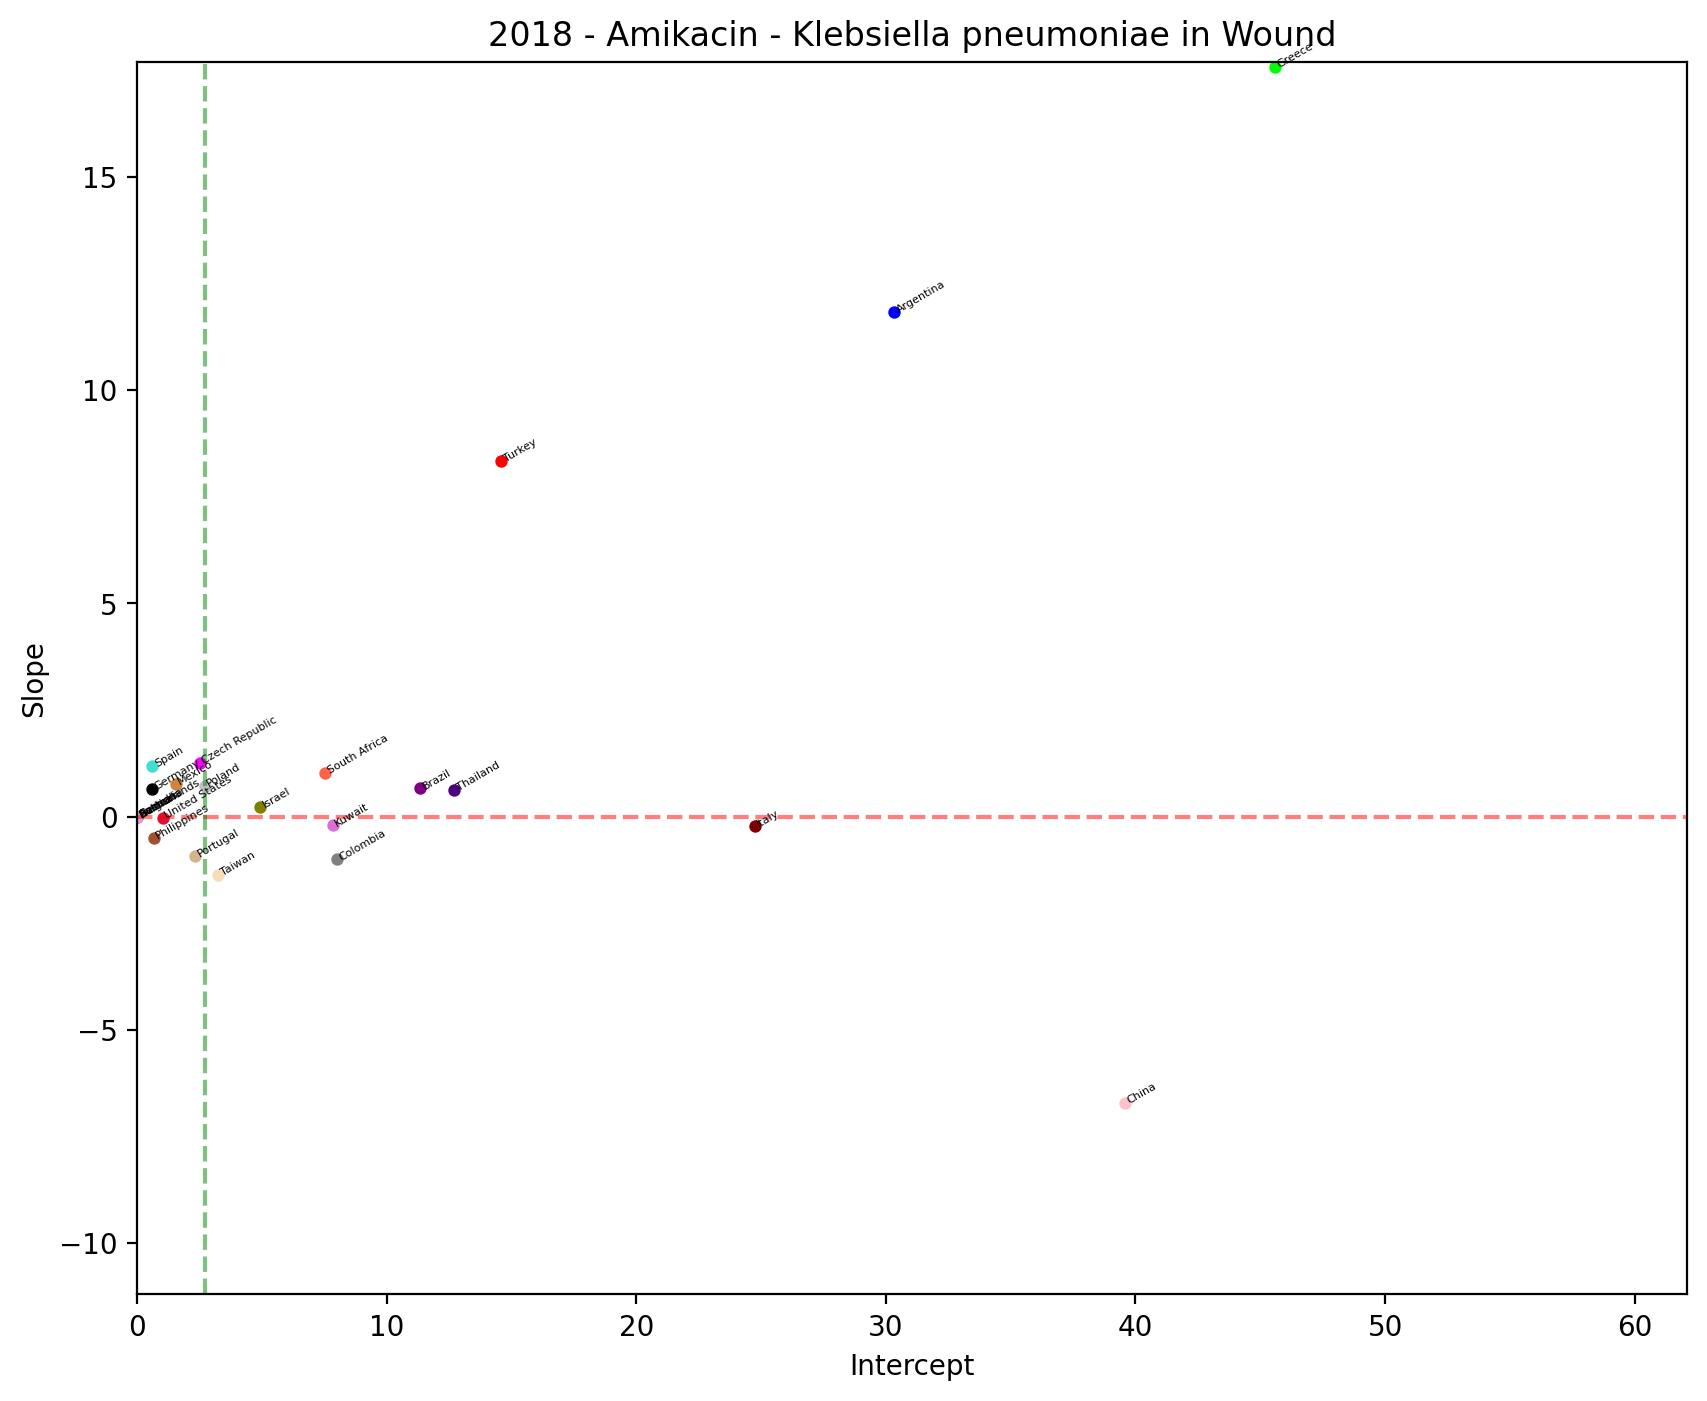 2018 - Amikacin - Klebsiella pneumoniae in Wound
Greece
15
Argentina
10
Turkey
5
Slope
Czech Republic
Spain
South Africa
Germany
Mexico
Poland
Brazil
Thailand
United States
Israel
0
Philippines
Kuwait
Italy
Portugal
Colombia
Taiwan
−5
China
−10
0 10 20 30 40 50 60
Intercept